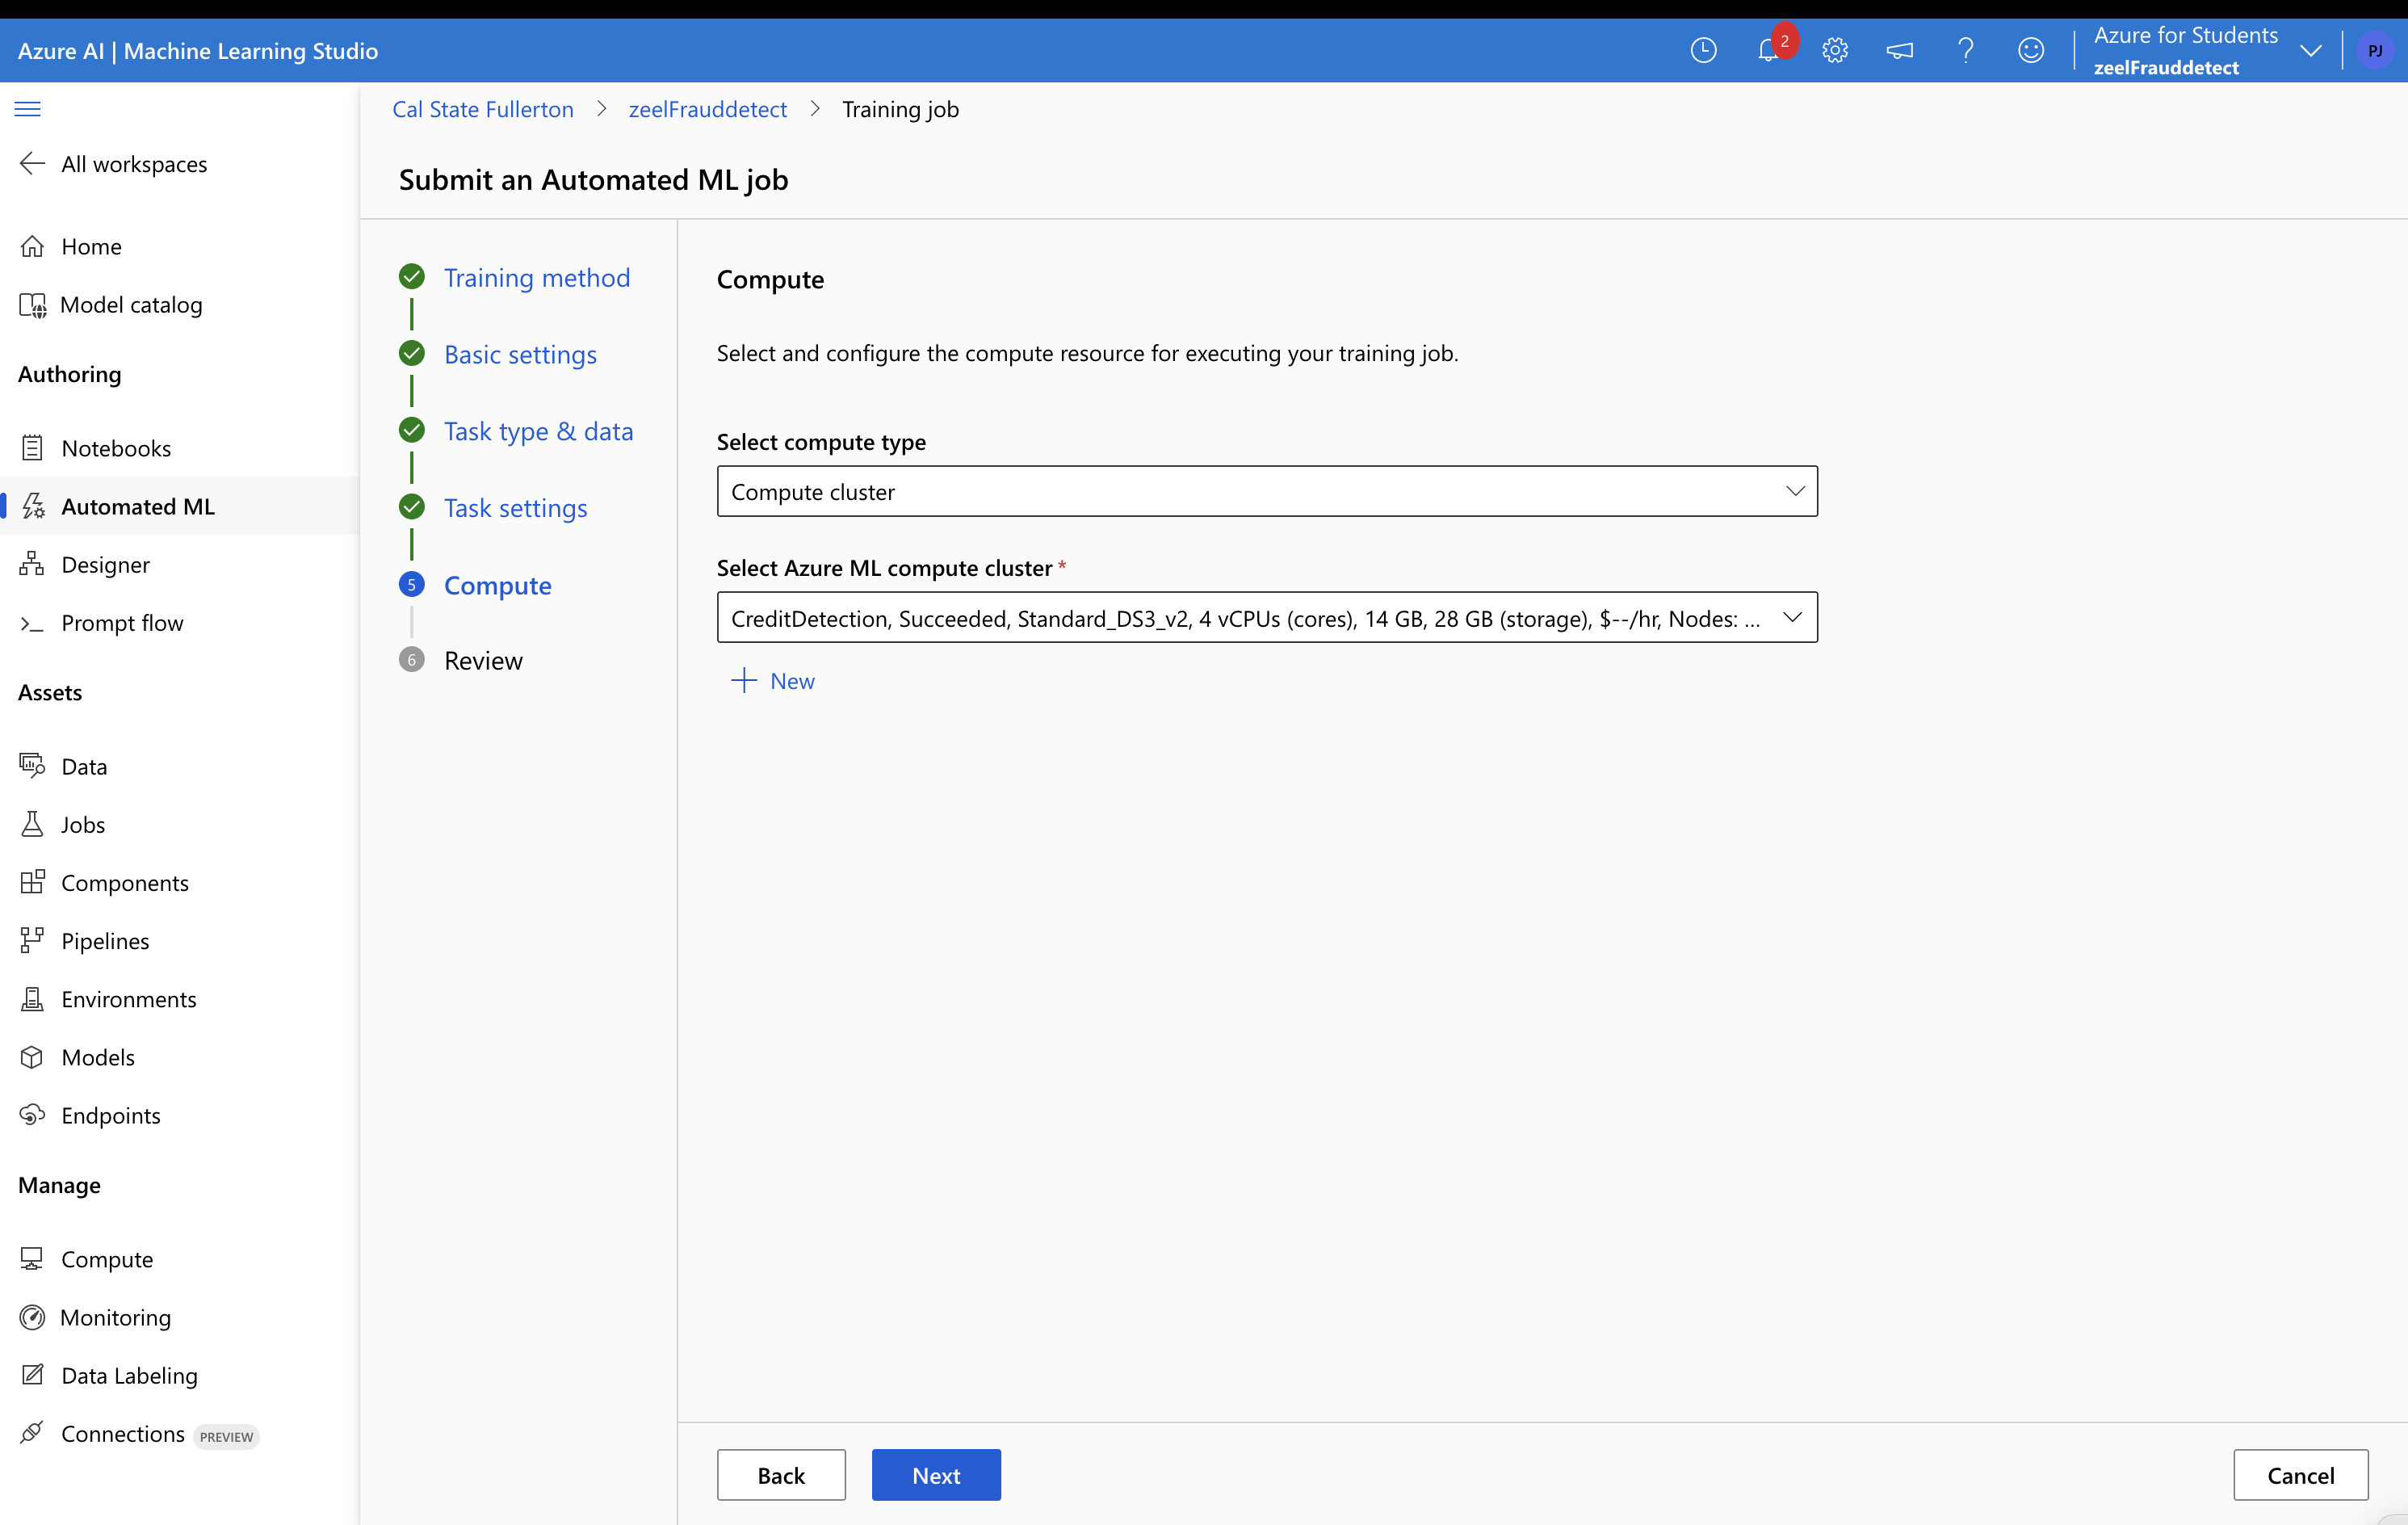 Azure AI | Machine Learning Studio
2
Azure for Students
zeelFrauddetect
PJ
All workspaces
Home
Model catalog
Authoring
Notebooks
Automated ML
Designer
Prompt flow
Assets
Data
Jobs
Components
Pipelines
Environments
Models
Endpoints
Manage
Compute
Monitoring
Data Labeling
Connections PREVIEW
Cal State Fullerton > zeelFrauddetect > Training job
Submit an Automated ML job
Training method
Basic settings
Task type & data
Task settings
5 Compute
6 Review
Compute
Select and configure the compute resource for executing your training job.
Select compute type
Compute cluster
Select Azure ML compute cluster *
CreditDetection, Succeeded, Standard_DS3_v2, 4 vCPUs (cores), 14 GB, 28 GB (storage), $--/hr, Nodes: ...
New
Back
Next
Cancel